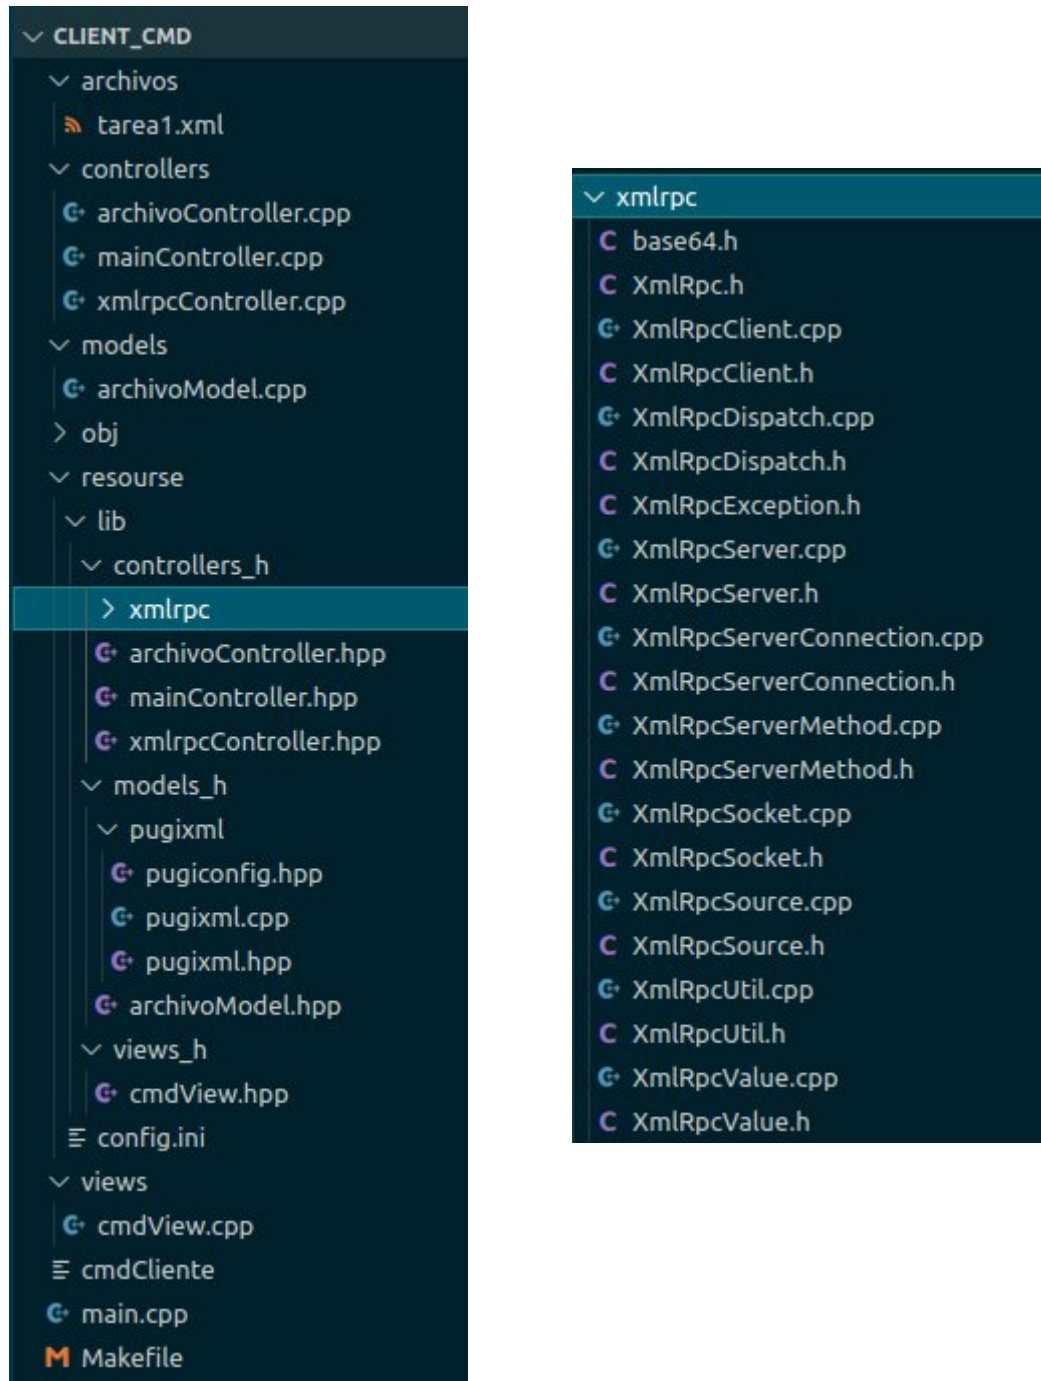 CLIENT_CMD
archivos
tarea1.xml
controllers
archivoController.cpp
mainController.cpp
xmlrpcController.cpp
models
archivoModel.cpp
obj
resourse
lib
controllers_h
xmlrpc
archivoController.hpp
mainController.hpp
xmlrpcController.hpp
models_h
pugixml
pugiconfig.hpp
pugixml.cpp
pugixml.hpp
archivoModel.hpp
views_h
cmdView.hpp
config.ini
views
cmdView.cpp
cmdCliente
main.cpp
Makefile
xmlrpc
base64.h
XmlRpc.h
XmlRpcClient.cpp
XmlRpcClient.h
XmlRpcDispatch.cpp
XmlRpcDispatch.h
XmlRpcException.h
XmlRpcServer.cpp
XmlRpcServer.h
XmlRpcServerConnection.cpp
XmlRpcServerConnection.h
XmlRpcServerMethod.cpp
XmlRpcServerMethod.h
XmlRpcSocket.cpp
XmlRpcSocket.h
XmlRpcSource.cpp
XmlRpcSource.h
XmlRpcUtil.cpp
XmlRpcUtil.h
XmlRpcValue.cpp
XmlRpcValue.h